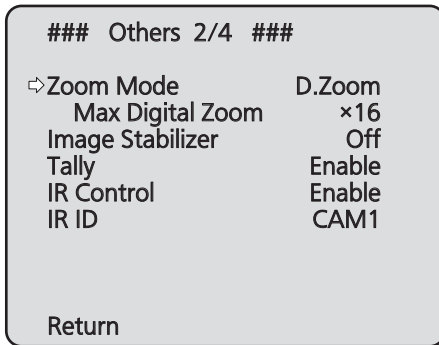 ### Others 2/4 ###
⇨Zoom Mode D.Zoom
Max Digital Zoom ×16
Image Stabilizer Off
Tally Enable
IR Control Enable
IR ID CAM1
Return